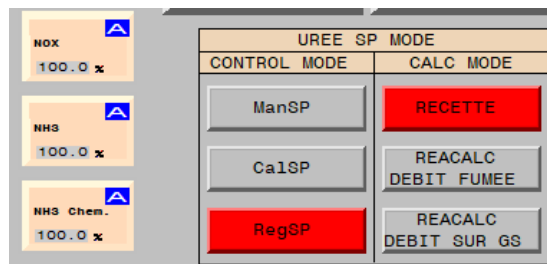 A
NOX
100.0 %
A
NH3
100.0 %
A
NH3 Chem.
100.0 %
UREE SP MODE
CONTROL MODE
CALC MODE
ManSP
RECETTE
CalSP
REACALC
DEBIT FUMEE
RegSP
REACALC
DEBIT SUR GS